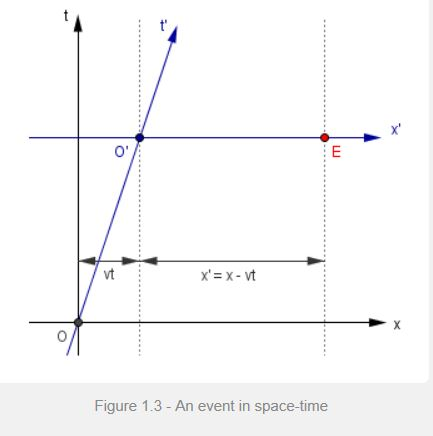 t
t'
x'
O'
E
vt
x' = x - vt
x
O
Figure 1.3 - An event in space-time